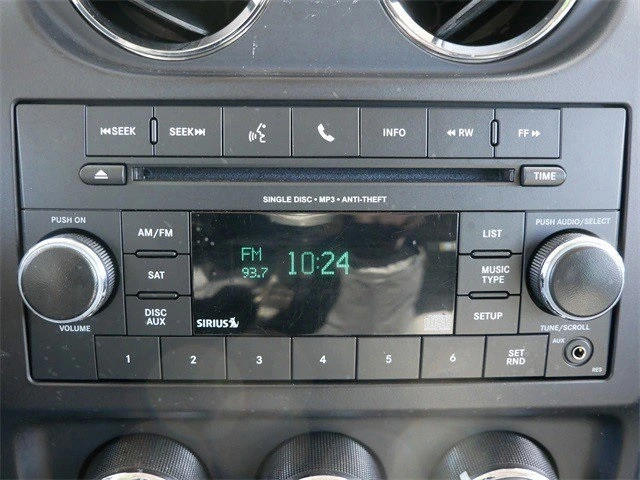 SEEK
SEEK
INFO
RW
FF
TIME
SINGLE DISC • MP3 • ANTI-THEFT
PUSH ON
VOLUME
AM/FM
SAT
DISC
AUX
FM
93.7
10:24
SIRIUS
LIST
MUSIC
TYPE
SETUP
PUSH AUDIO/SELECT
TUNE/SCROLL
1
2
3
4
5
6
SET
RND
AUX
RES